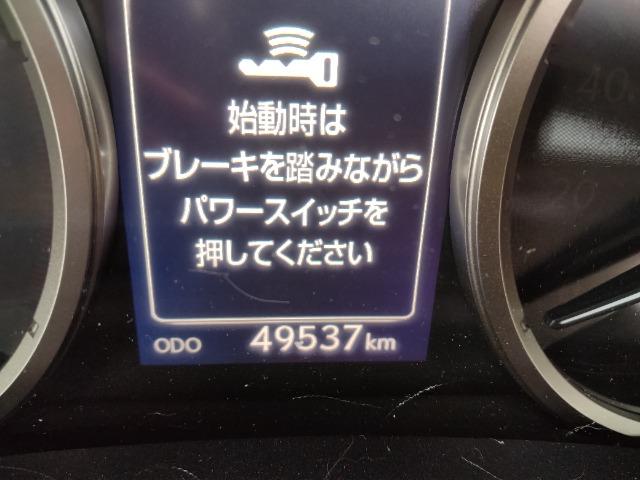 始動時は
ブレーキを踏みながら
パワースイッチを
押してください
ODO 49537 km